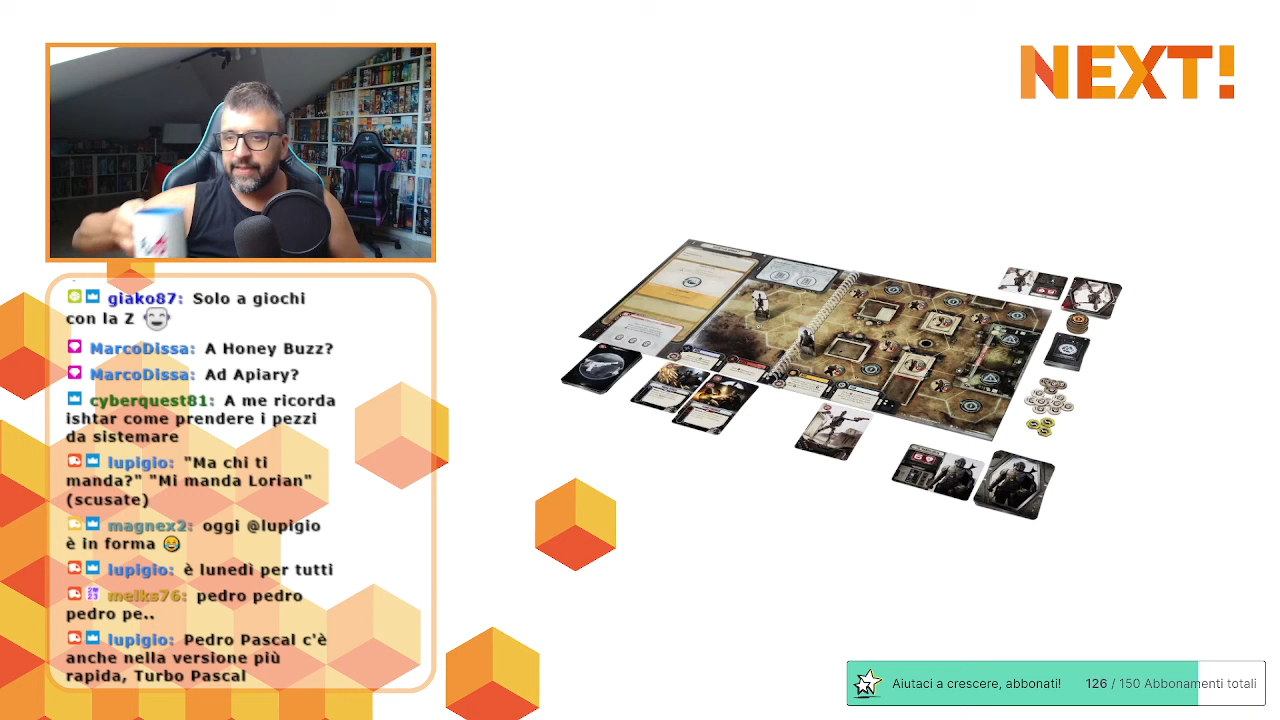 NEXT!
giako87: Solo a giochi
con la Z
MarcoDissa: A Honey Buzz?
MarcoDissa: Ad Apiary?
cyberquest81: A me ricorda
ishtar come prendere i pezzi
da sistemare
lupigio: "Ma chi ti
manda?" "Mi manda Lorian"
(scusate)
magnex2: oggi @lupigio
è in forma 😂
lupigio: è lunedì per tutti
melks76: pedro pedro
pedro pe..
lupigio: Pedro Pascal c'è
anche nella versione più
rapida, Turbo Pascal
Aiutaci a crescere, abbonati! 126 / 150 Abbonamenti totali